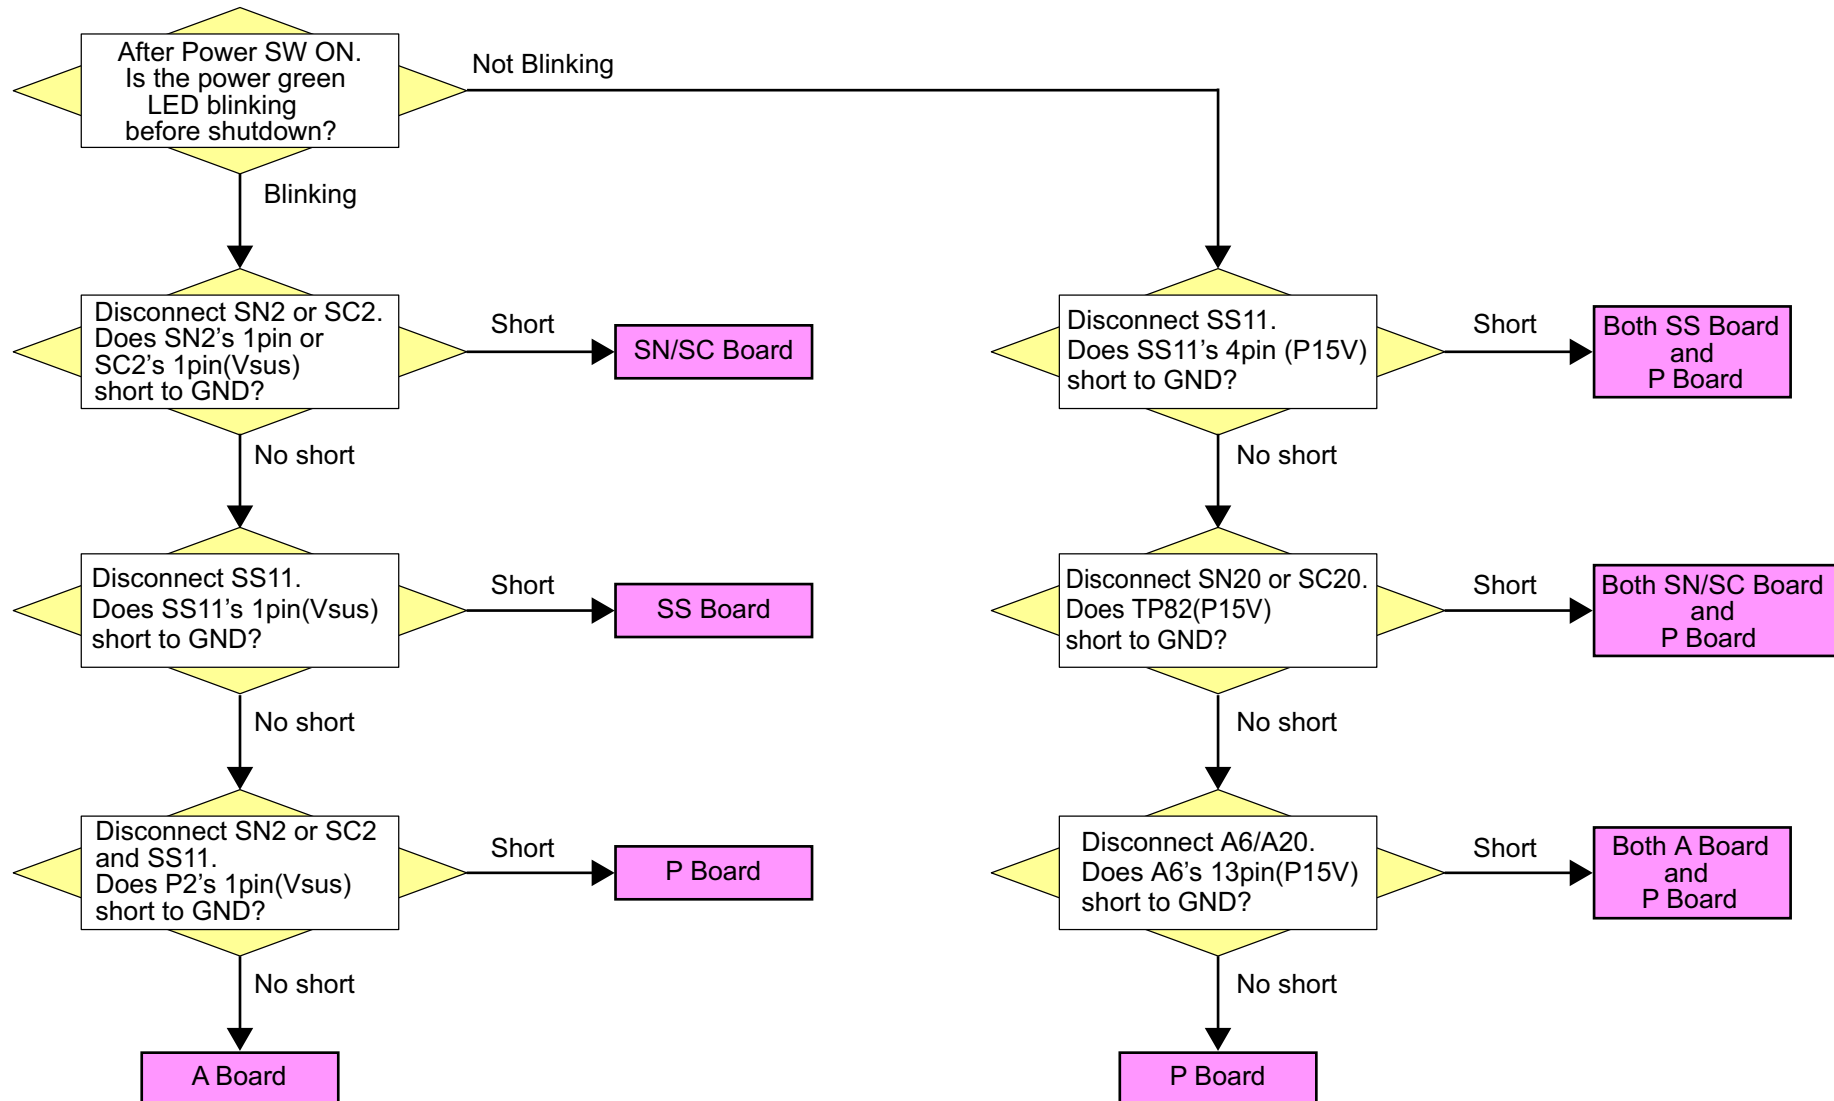 After Power SW ON.
Is the power green
LED blinking
before shutdown?
Not Blinking
Blinking
Disconnect SN2 or SC2.
Does SN2’s 1pin or
SC2’s 1pin(Vsus)
short to GND?
Short
SN/SC Board
No short
Disconnect SS11.
Does SS11’s 1pin(Vsus)
short to GND?
Short
SS Board
No short
Disconnect SN2 or SC2
and SS11.
Does P2’s 1pin(Vsus)
short to GND?
Short
P Board
No short
A Board
Disconnect SS11.
Does SS11’s 4pin (P15V)
short to GND?
Short
Both SS Board
and
P Board
No short
Disconnect SN20 or SC20.
Does TP82(P15V)
short to GND?
Short
Both SN/SC Board
and
P Board
No short
Disconnect A6/A20.
Does A6’s 13pin(P15V)
short to GND?
Short
Both A Board
and
P Board
No short
P Board